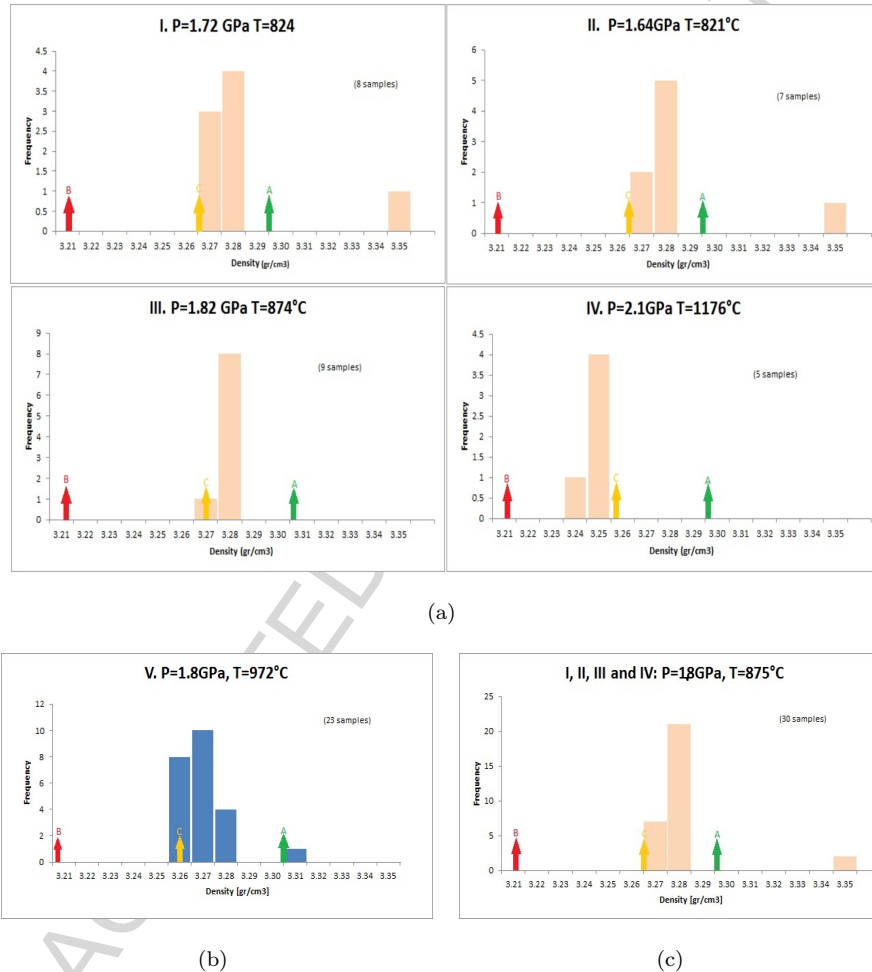 I. P=1.72 GPa T=824
4.5
4
3.5
3
2.5
2
1.5
1
0.5
0
Frequency
(8 samples)
B
C
A
3.21 3.22 3.23 3.24 3.26 3.27 3.28 3.29 3.30 3.31 3.32 3.33 3.34 3.35
Density (gr/cm3)
II. P=1.64GPa T=821°C
6
5
4
3
2
1
0
Frequency
(7 samples)
B
C
A
3.21 3.22 3.23 3.24 3.26 3.27 3.28 3.29 3.30 3.31 3.32 3.33 3.34 3.35
Density (gr/cm3)
III. P=1.82 GPa T=874°C
9
8
7
6
5
4
3
2
1
0
Frequency
(9 samples)
B
C
A
3.21 3.22 3.23 3.24 3.25 3.26 3.27 3.28 3.29 3.30 3.31 3.32 3.33 3.34 3.35
Density (gr/cm3)
IV. P=2.1GPa T=1176°C
4.5
4
3.5
3
2.5
2
1.5
1
0.5
0
Frequency
(5 samples)
B
C
A
3.21 3.22 3.23 3.24 3.25 3.26 3.27 3.28 3.29 3.30 3.31 3.32 3.33 3.34 3.35
Density (gr/cm3)
(a)
V. P=1.8GPa, T=972°C
12
10
8
6
4
2
0
Frequency
(23 samples)
B
C
A
3.21 3.22 3.23 3.24 3.25 3.26 3.27 3.28 3.29 3.30 3.31 3.32 3.33 3.34 3.35
Density [gr/cm3]
(b)
I, II, III and IV: P=1.8GPa, T=875°C
25
20
15
10
5
0
Frequency
(30 samples)
B
C
A
3.21 3.22 3.23 3.24 3.25 3.26 3.27 3.28 3.29 3.30 3.31 3.32 3.33 3.34 3.35
Density [gr/cm3]
(c)